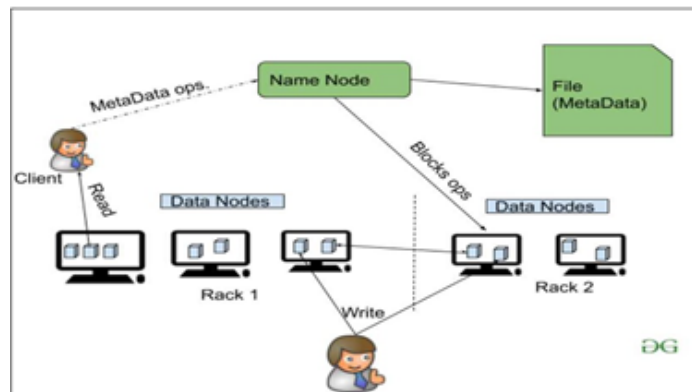 Name Node
File
(MetaData)
MetaData ops.
Client
Read
Blocks ops
Data Nodes
Data Nodes
Rack 1
Rack 2
Write